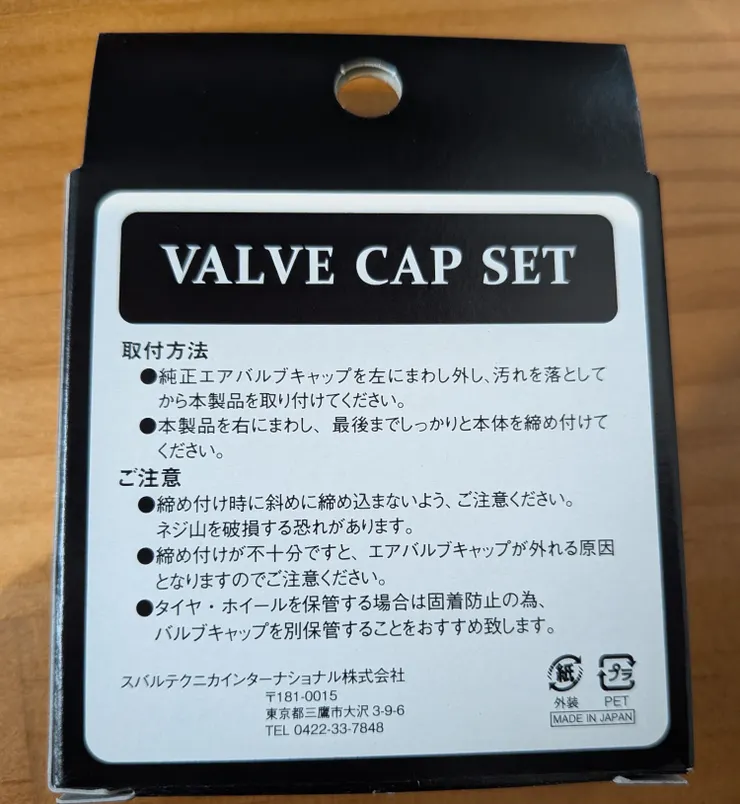 VALVE CAP SET
取付方法
●純正エアバルブキャップを左にまわし外し、汚れを落として
から本製品を取り付けてください。
●本製品を右にまわし、最後までしっかりと本体を締め付けて
ください。
ご注意
●締め付け時に斜めに締め込まないよう、ご注意ください。
ネジ山を破損する恐れがあります。
●締め付けが不十分ですと、エアバルブキャップが外れる原因
となりますのでご注意ください。
●タイヤ・ホイールを保管する場合は固着防止の為、
バルブキャップを別保管することをおすすめ致します。
スバルテクニカインターナショナル株式会社
〒181-0015
東京都三鷹市大沢 3-9-6
TEL 0422-33-7848
紙 プラ
外装 PET
MADE IN JAPAN